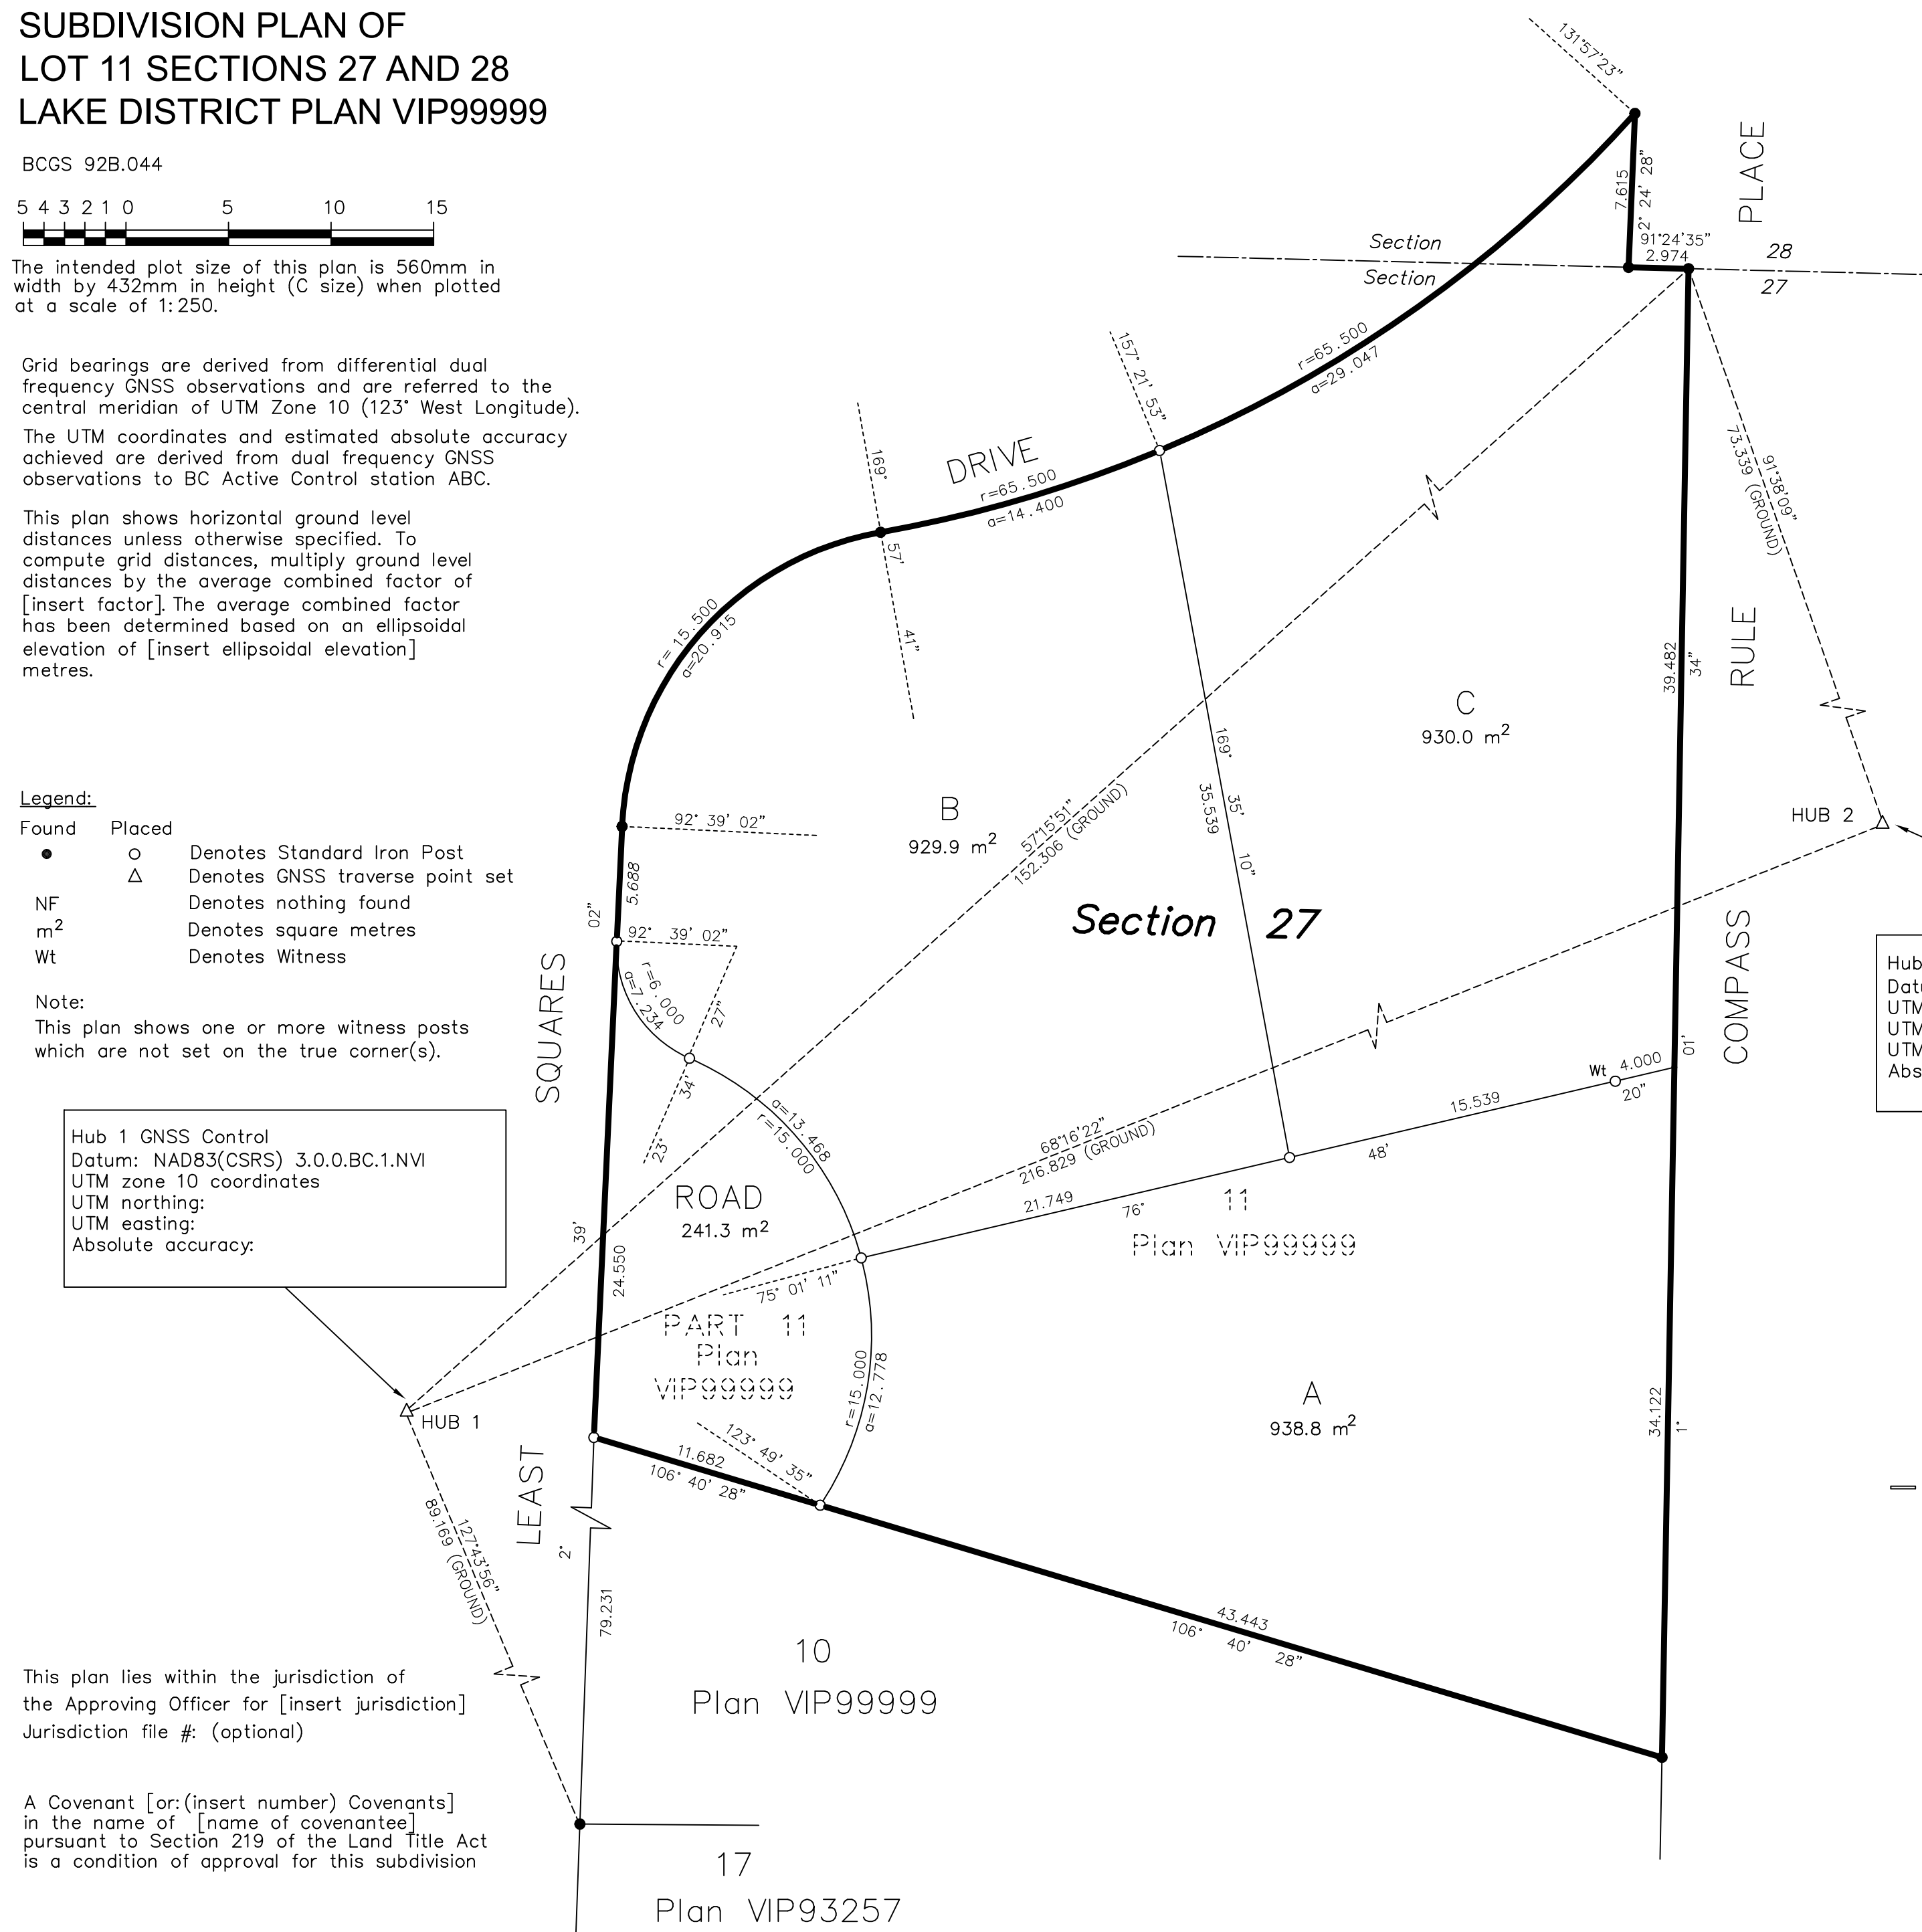 SUBDIVISION PLAN OF
LOT 11 SECTIONS 27 AND 28
LAKE DISTRICT PLAN VIP99999
BCGS 92B.044
5 4 3 2 1 0 5 10 15
The intended plot size of this plan is 560mm in
width by 432mm in height (C size) when plotted
at a scale of 1:250.
Grid bearings are derived from differential dual
frequency GNSS observations and are referred to the
central meridian of UTM Zone 10 (123° West Longitude).
The UTM coordinates and estimated absolute accuracy
achieved are derived from dual frequency GNSS
observations to BC Active Control station ABC.
This plan shows horizontal ground level
distances unless otherwise specified. To
compute grid distances, multiply ground level
distances by the average combined factor of
[insert factor]. The average combined factor
has been determined based on an ellipsoidal
elevation of [insert ellipsoidal elevation]
metres.
Legend:
Found Placed
Denotes Standard Iron Post
Denotes GNSS traverse point set
NF Denotes nothing found
m2 Denotes square metres
Wt Denotes Witness
Note:
This plan shows one or more witness posts
which are not set on the true corner(s).
Hub 1 GNSS Control
Datum: NAD83(CSRS) 3.0.0.BC.1.NVI
UTM zone 10 coordinates
UTM northing:
UTM easting:
Absolute accuracy:
This plan lies within the jurisdiction of
the Approving Officer for [insert jurisdiction]
Jurisdiction file #: (optional)
A Covenant [or:(insert number) Covenants]
in the name of [name of covenantee]
pursuant to Section 219 of the Land Title Act
is a condition of approval for this subdivision
131°57'23"
7.615
2° 24' 28"
PLACE
91°24'35"
2.974
Section 28
Section 27
r=65.500
a=29.047
157° 21' 53"
DRIVE
r=65.500
a=14.400
169°
57'
41"
r= 15.500
a=20.915
73.339 (GROUND)
91°38'09"
39.482
34"
RULE
C
930.0 m2
169°
35'
10"
35.539
HUB 2
B
929.9 m2
57°15'51"
152.306 (GROUND)
92° 39' 02"
5.688
02"
92° 39' 02"
r=6.000
a=7.234
27"
34'
23°
SQUARES
Section 27
COMPASS
01'
Hub
Datu
UTM
UTM
UTM
Abs
Wt 4.000
20"
15.539
48'
a=13.468
r=15.000
68°16'22"
216.829 (GROUND)
21.749
76°
11
Plan VIP99999
ROAD
241.3 m2
39'
24.550
75° 01' 11"
PART 11
Plan
VIP99999
r=15.000
a=12.778
A
938.8 m2
34.122
1°
HUB 1
123° 49' 35"
11.682
106° 40' 28"
LEAST
2°
79.231
89.169 (GROUND)
127°43'56"
43.443
106° 40' 28"
10
Plan VIP99999
17
Plan VIP93257